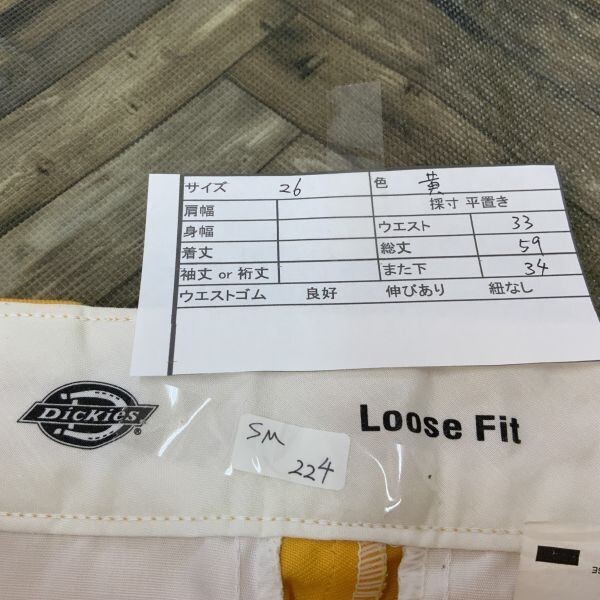 サイズ 26 色 黄
肩幅 採寸 平置き
身幅 ウエスト 33
着丈 総丈 59
袖丈 or 裄丈 また下 34
ウエストゴム 良好 伸びあり 紐なし
Dickies®
Loose Fit
SM
224